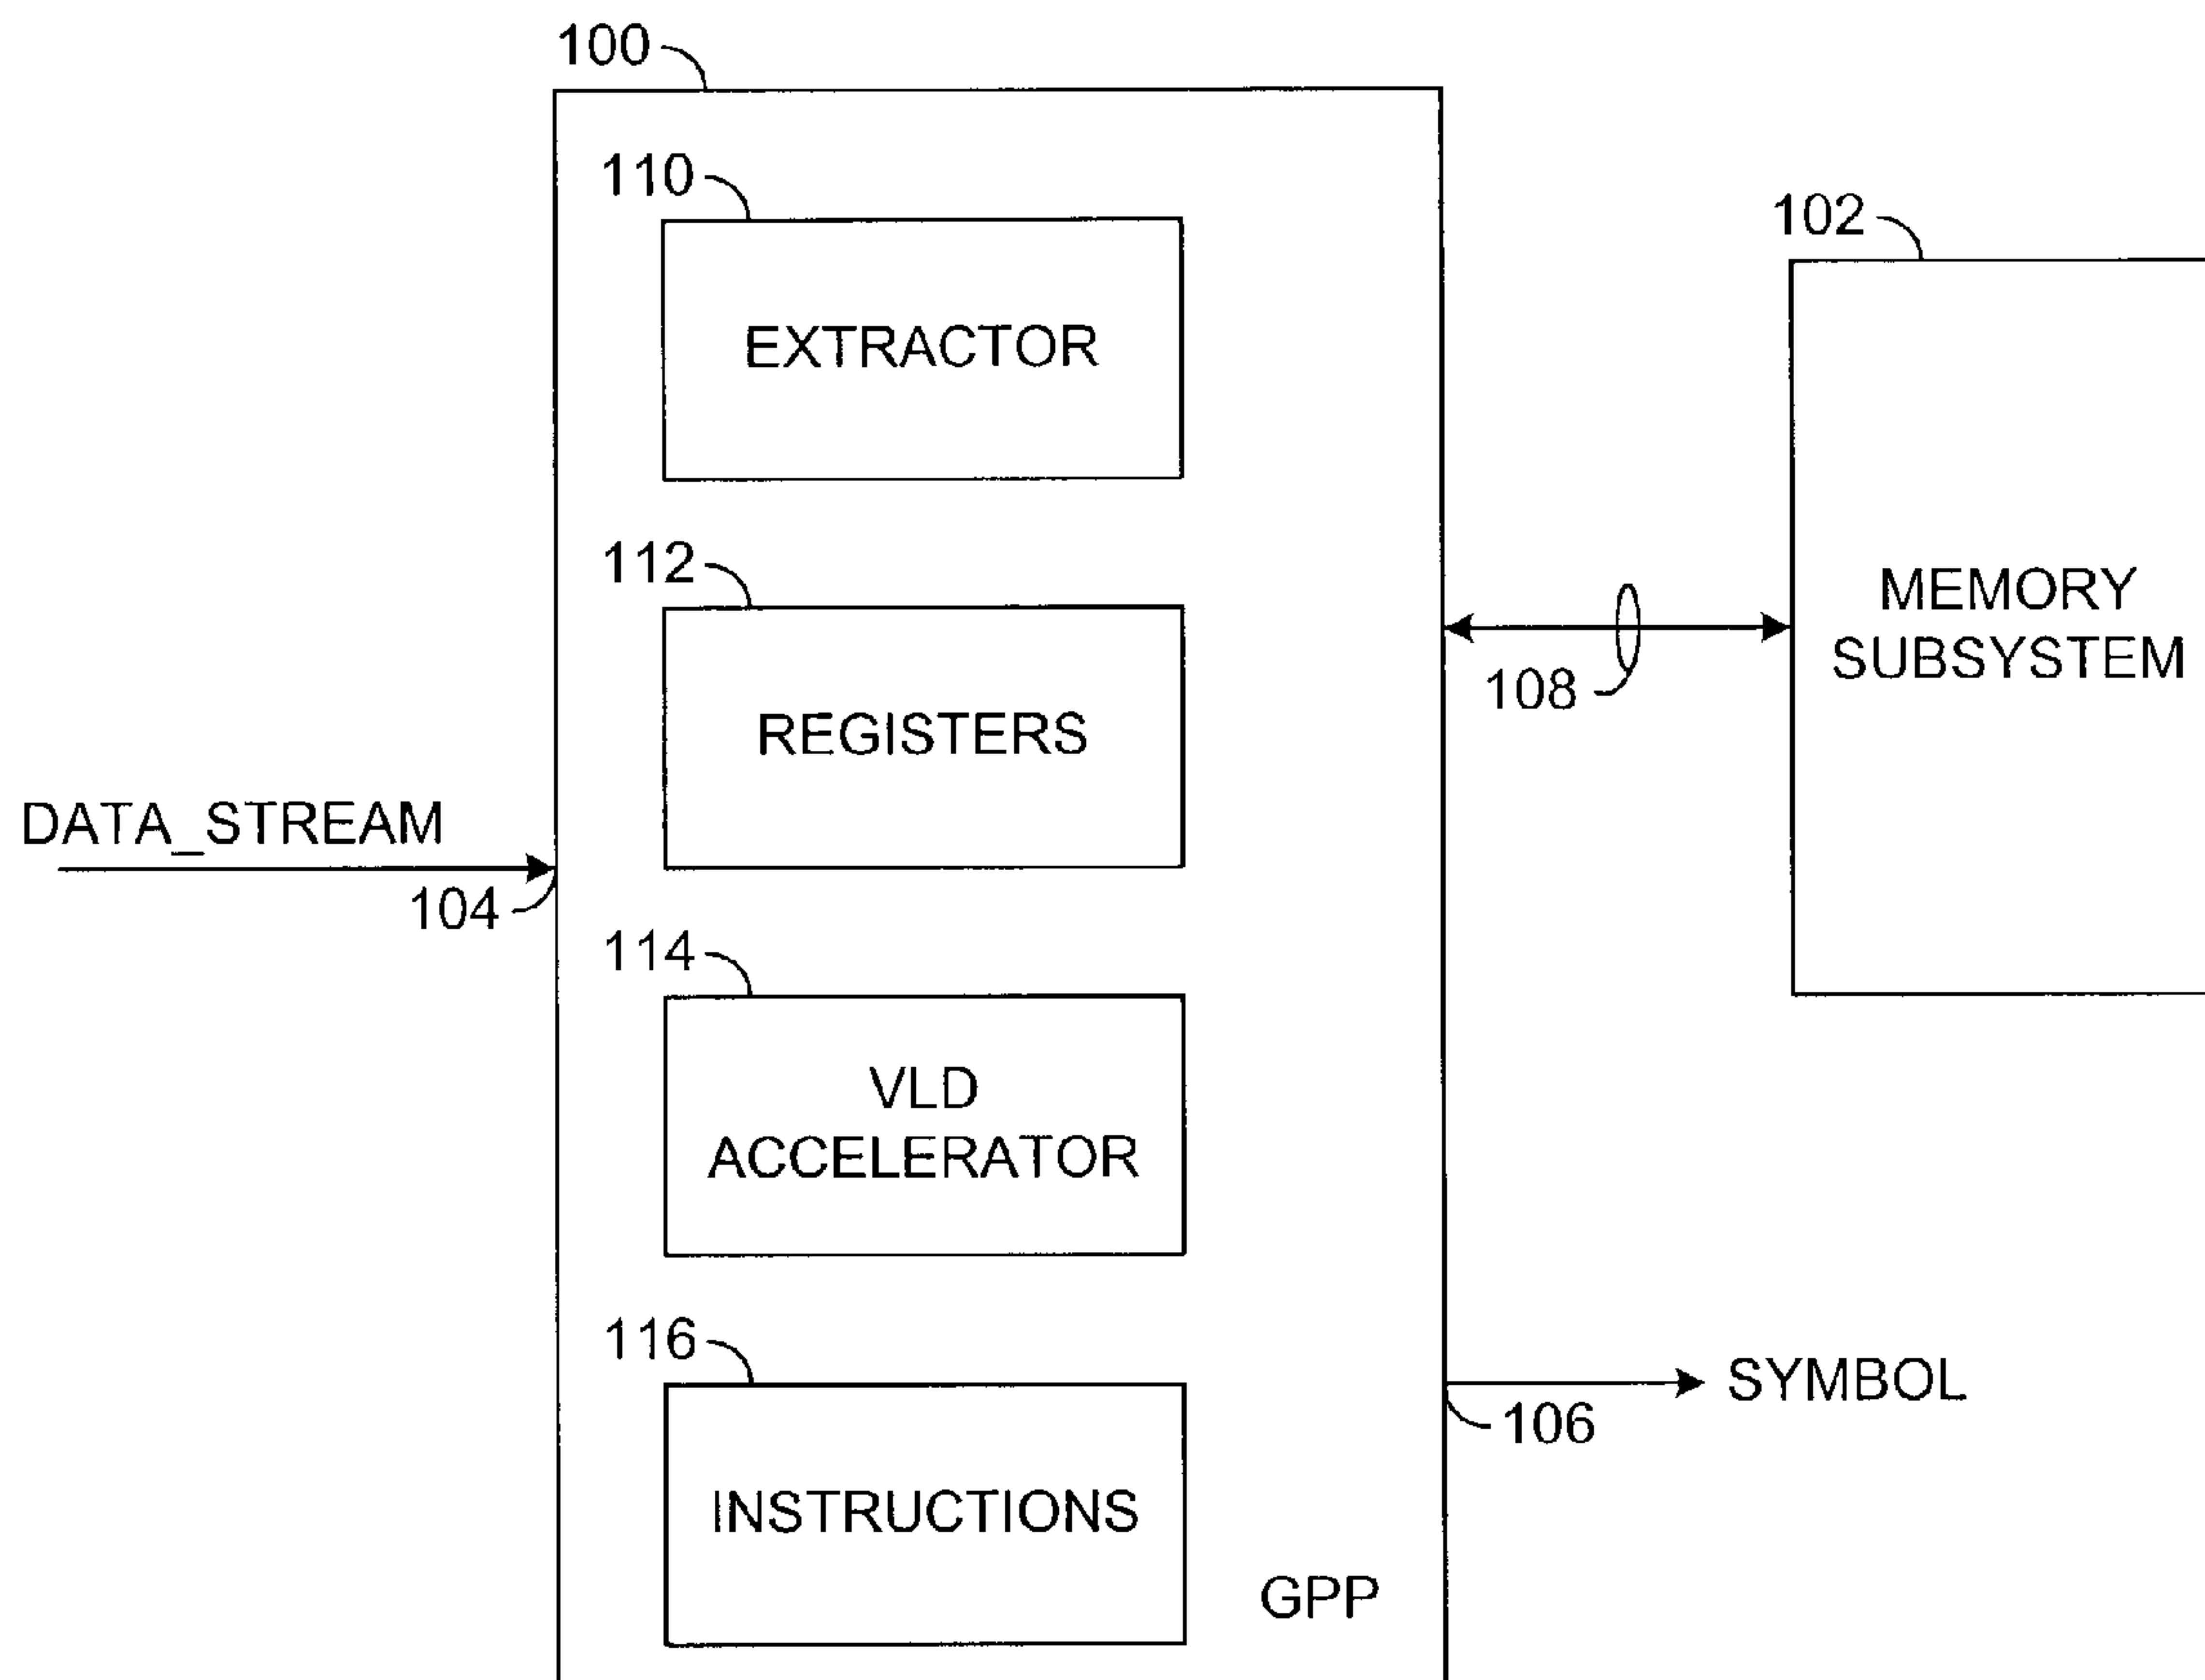 100
110
EXTRACTOR
102
112
REGISTERS
MEMORY
SUBSYSTEM
108
DATA_STREAM
104
114
VLD
ACCELERATOR
116
INSTRUCTIONS
SYMBOL
106
GPP